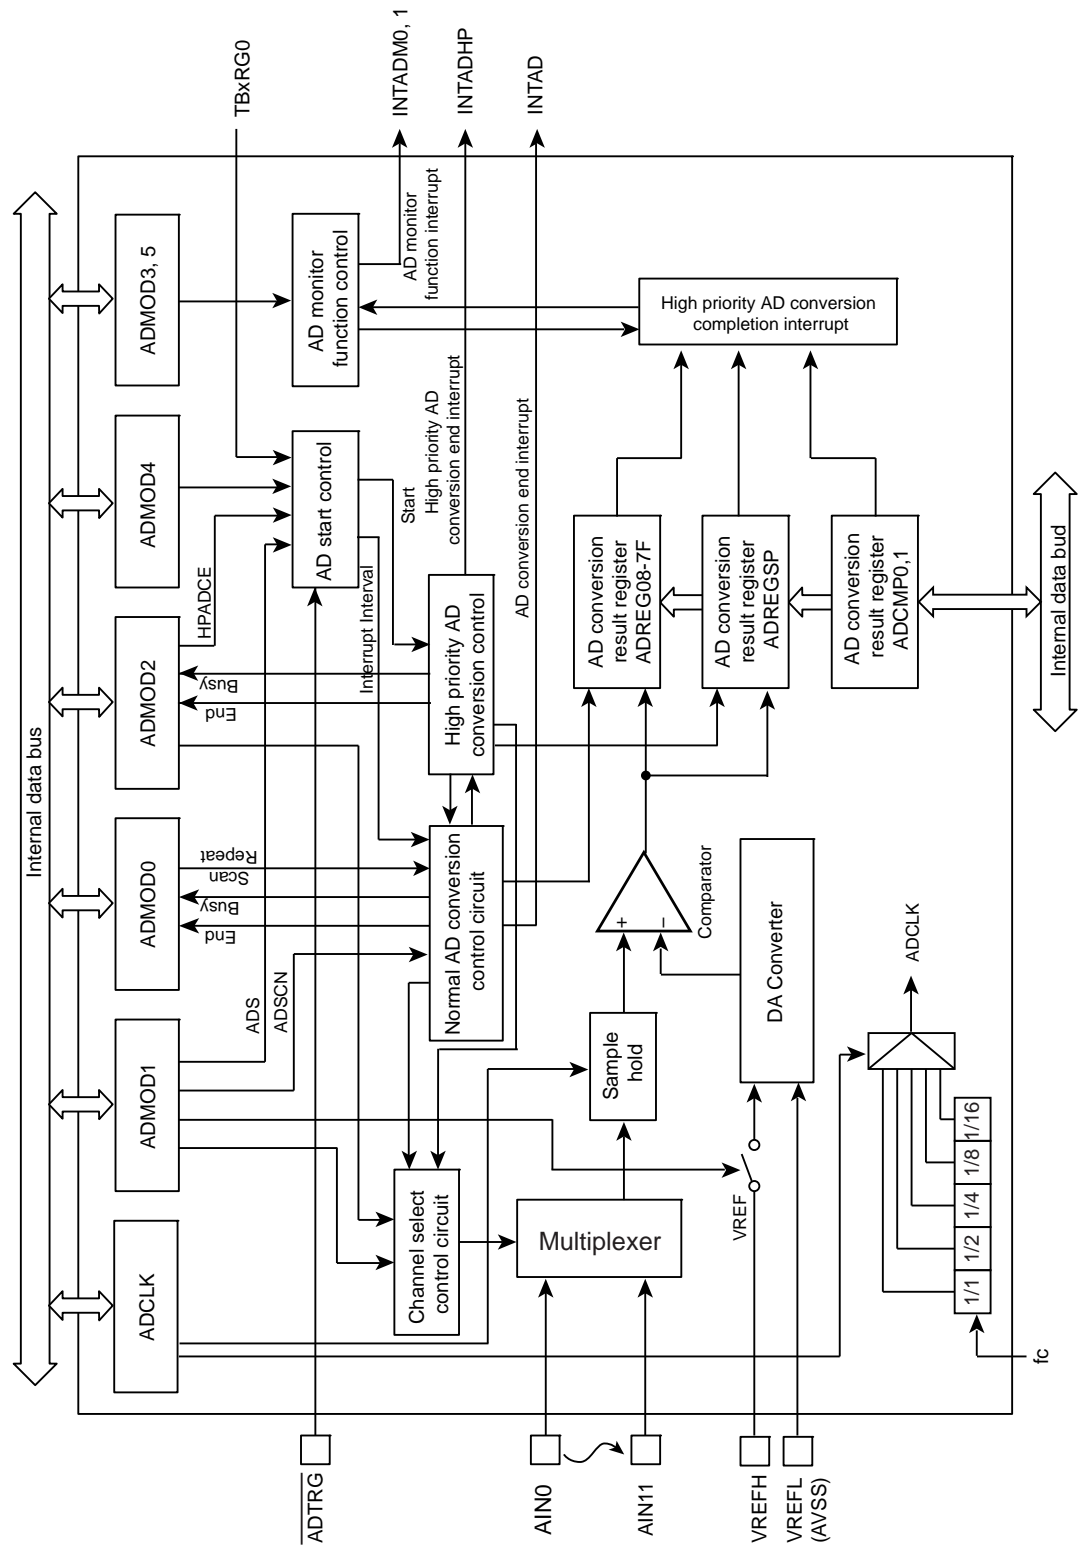 Internal data bus
ADCLK
ADMOD1
ADMOD0
ADMOD2
ADMOD4
ADMOD3, 5
ADS
ADSCN
End
Busy
Scan
Repeat
End
Busy
HPADCE
TBxRG0
ADTRG
AD start control
AD monitor
function control
INTADM0, 1
AD monitor
function interrupt
Interrupt Interval
Start
High priority AD
conversion end interrupt
INTADHP
Channel select
control circuit
Normal AD conversion
control circuit
High priority AD
conversion control
AD conversion end interrupt
INTAD
AIN0
AIN11
Multiplexer
Sample
hold
+
−
Comparator
AD conversion
result register
ADREG08-7F
AD conversion
result register
ADREGSP
AD conversion
result register
ADCMP0,1
High priority AD conversion
completion interrupt
VREFH
VREFL
(AVSS)
VREF
DA Converter
ADCLK
fc
1/1
1/2
1/4
1/8
1/16
Internal data bud